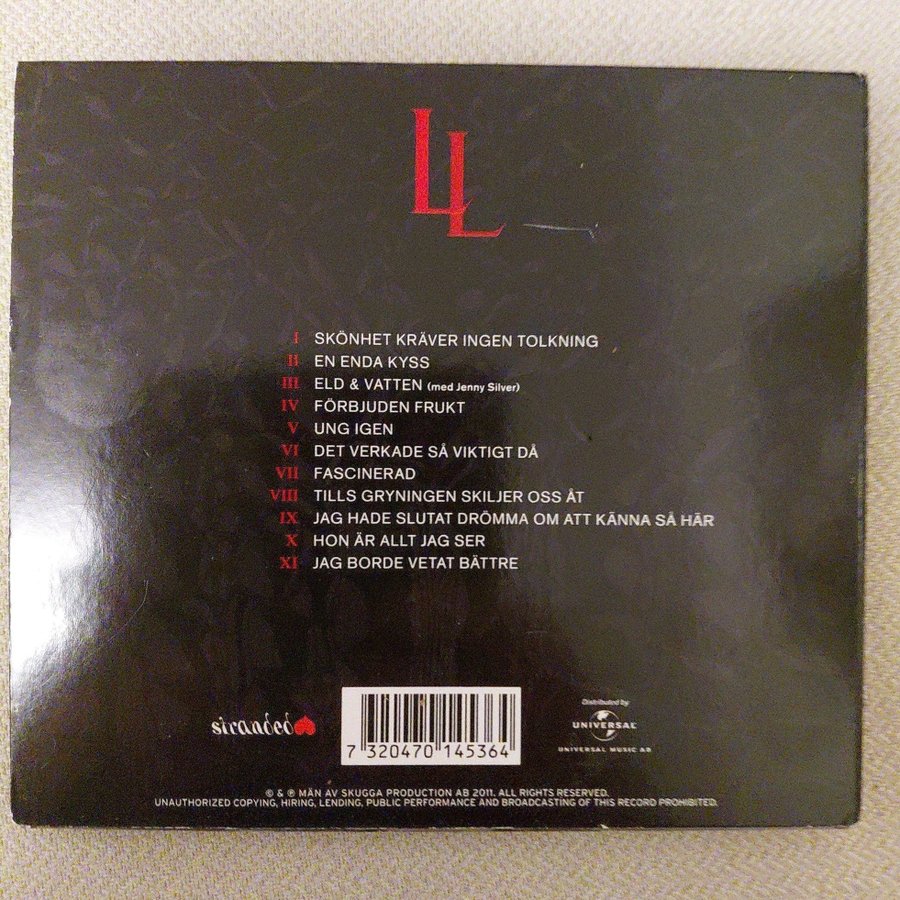 LL
I SKÖNHET KRÄVER INGEN TOLKNING
II EN ENDA KYSS
III ELD & VATTEN (med Jenny Silver)
IV FÖRBJUDEN FRUKT
V UNG IGEN
VI DET VERKADE SÅ VIKTIGT DÅ
VII FASCINERAD
VIII TILLS GRYNINGEN SKILJER OSS ÅT
IX JAG HADE SLUTAT DRÖMMA OM ATT KÄNNA SÅ HÄR
X HON ÄR ALLT JAG SER
XI JAG BORDE VETAT BÄTTRE
stranded
7 320470 145364
Distributed by
UNIVERSAL
UNIVERSAL MUSIC AB
© & ℗ MÄN AV SKUGGA PRODUCTION AB 2011. ALL RIGHTS RESERVED.
UNAUTHORIZED COPYING, HIRING, LENDING, PUBLIC PERFORMANCE AND BROADCASTING OF THIS RECORD PROHIBITED.